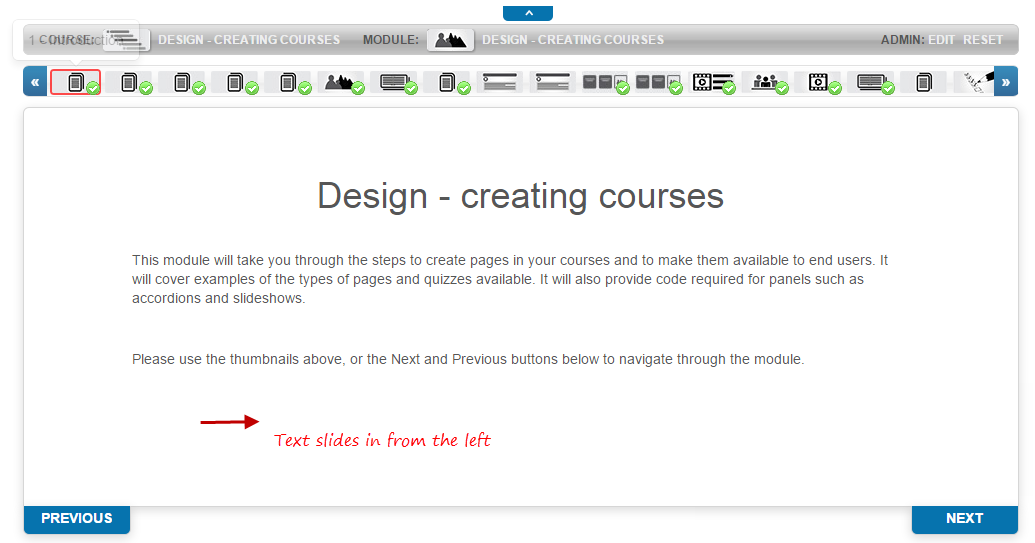 1 - Introduction
COURSE: DESIGN - CREATING COURSES MODULE: DESIGN - CREATING COURSES ADMIN: EDIT RESET
« »
Design - creating courses
This module will take you through the steps to create pages in your courses and to make them available to end users. It
will cover examples of the types of pages and quizzes available. It will also provide code required for panels such as
accordions and slideshows.
Please use the thumbnails above, or the Next and Previous buttons below to navigate through the module.
Text slides in from the left
PREVIOUS NEXT